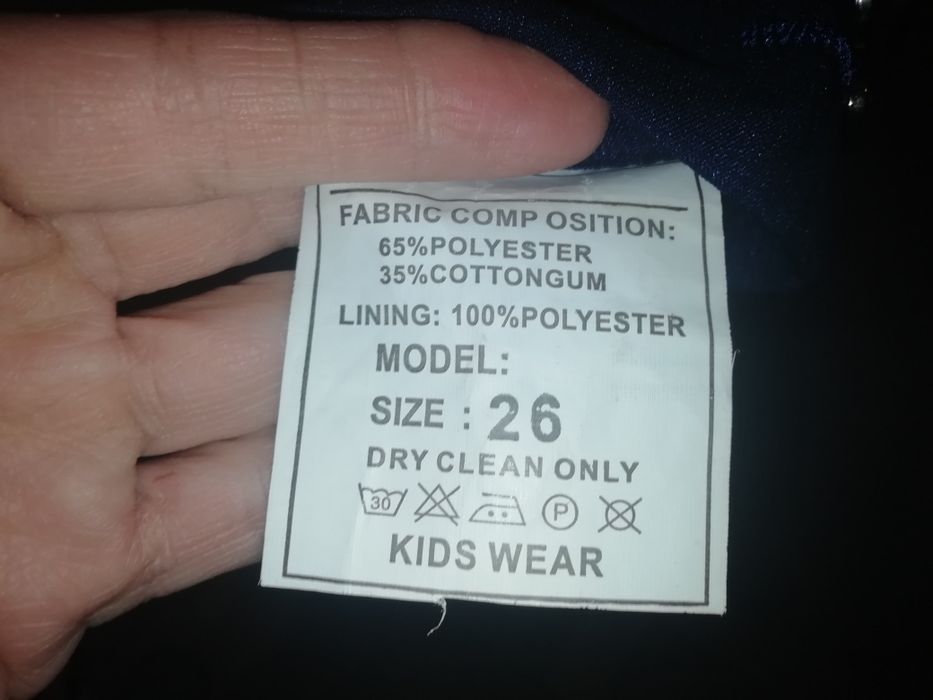 FABRIC COMP OSITION:
65%POLYESTER
35%COTTONGUM
LINING: 100%POLYESTER
MODEL:
SIZE : 26
DRY CLEAN ONLY
30 P
KIDS WEAR